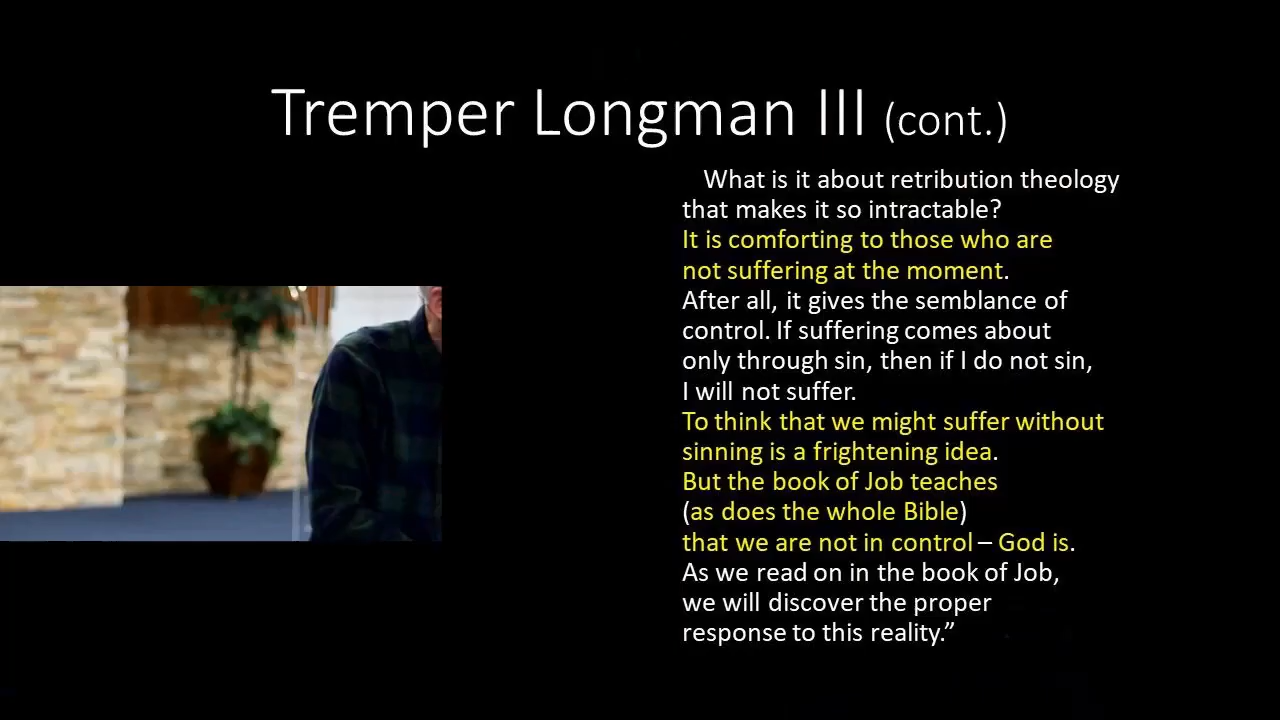 Tremper Longman III (cont.)
What is it about retribution theology
that makes it so intractable?
It is comforting to those who are
not suffering at the moment.
After all, it gives the semblance of
control. If suffering comes about
only through sin, then if I do not sin,
I will not suffer.
To think that we might suffer without
sinning is a frightening idea.
But the book of Job teaches
(as does the whole Bible)
that we are not in control – God is.
As we read on in the book of Job,
we will discover the proper
response to this reality.”